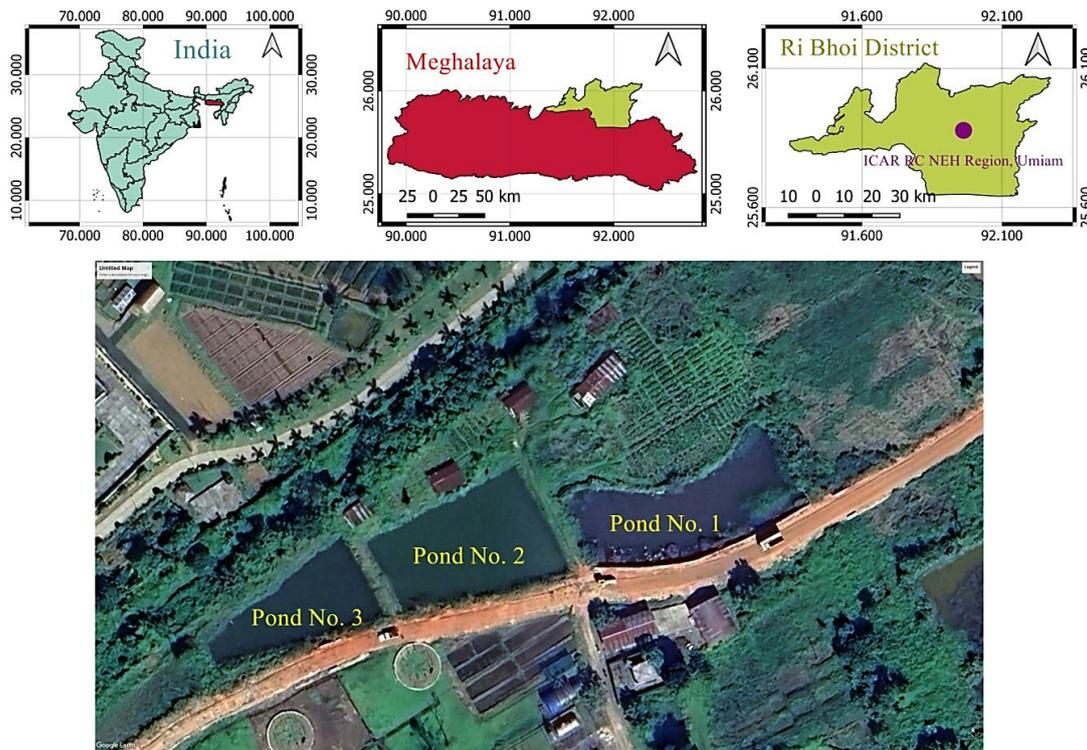 70.000 80.000 90.000 100.000
India
30.000 30.000
20.000 20.000
10.000 10.000
70.000 80.000 90.000 100.000
90.000 91.000 92.000
Meghalaya
26.000 26.000
25 0 25 50 km
25.000 25.000
90.000 91.000 92.000
91.600 92.100
Ri Bhoi District
26.100 26.100
ICAR RC NEH Region, Umiam
10 0 10 20 30 km
25.600 25.600
91.600 92.100
Untitled Map
Legend
Pond No. 1
Pond No. 2
Pond No. 3
Google Earth